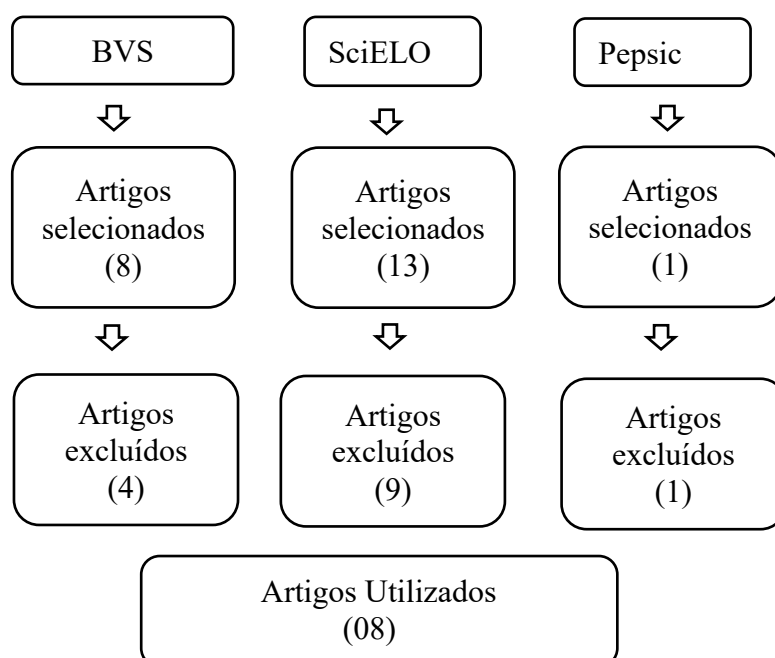 BVS
SciELO
Pepsic
Artigos
selecionados
(8)
Artigos
selecionados
(13)
Artigos
selecionados
(1)
Artigos
excluídos
(4)
Artigos
excluídos
(9)
Artigos
excluídos
(1)
Artigos Utilizados
(08)